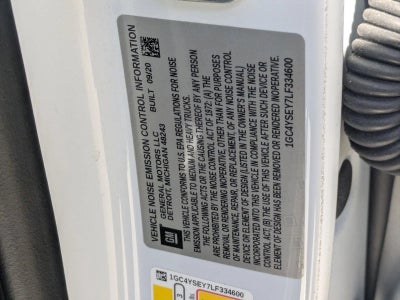 VEHICLE NOISE EMISSION CONTROL INFORMATION
GENERAL MOTORS LLC BUILT 09/20
DETROIT, MICHIGAN 48243
GM
THIS VEHICLE CONFORMS TO U.S. EPA REGULATIONS FOR NOISE
EMISSION APPLICABLE TO MEDIUM AND HEAVY TRUCKS.
THE FOLLOWING ACTS OR THE CAUSING THEREOF BY ANY PERSON
ARE PROHIBITED BY THE NOISE CONTROL ACT OF 1972: (A) THE
REMOVAL OR RENDERING INOPERATIVE, OTHER THAN FOR PURPOSES
OF MAINTENANCE, REPAIR, OR REPLACEMENT, OF ANY NOISE CONTROL
DEVICE OR ELEMENT OF DESIGN (LISTED IN THE OWNER'S MANUAL)
INCORPORATED INTO THIS VEHICLE IN COMPLIANCE WITH THE NOISE
CONTROL ACT, (B) THE USE OF THIS VEHICLE AFTER SUCH DEVICE OR
ELEMENT OF DESIGN HAS BEEN REMOVED OR RENDERED INOPERATIVE.
1GC4YSEY7LF334600
1GC4YSEY7LF334600
3